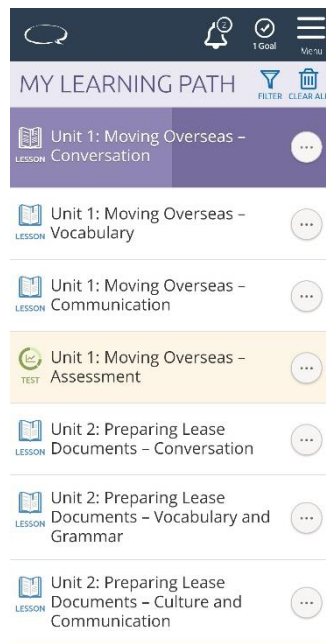 2
1 Goal
Menu
MY LEARNING PATH
FILTER
CLEAR ALL
Unit 1: Moving Overseas –
LESSON Conversation
Unit 1: Moving Overseas –
LESSON Vocabulary
Unit 1: Moving Overseas –
LESSON Communication
Unit 1: Moving Overseas –
TEST Assessment
Unit 2: Preparing Lease
LESSON Documents – Conversation
Unit 2: Preparing Lease
LESSON Documents – Vocabulary and
Grammar
Unit 2: Preparing Lease
LESSON Documents – Culture and
Communication